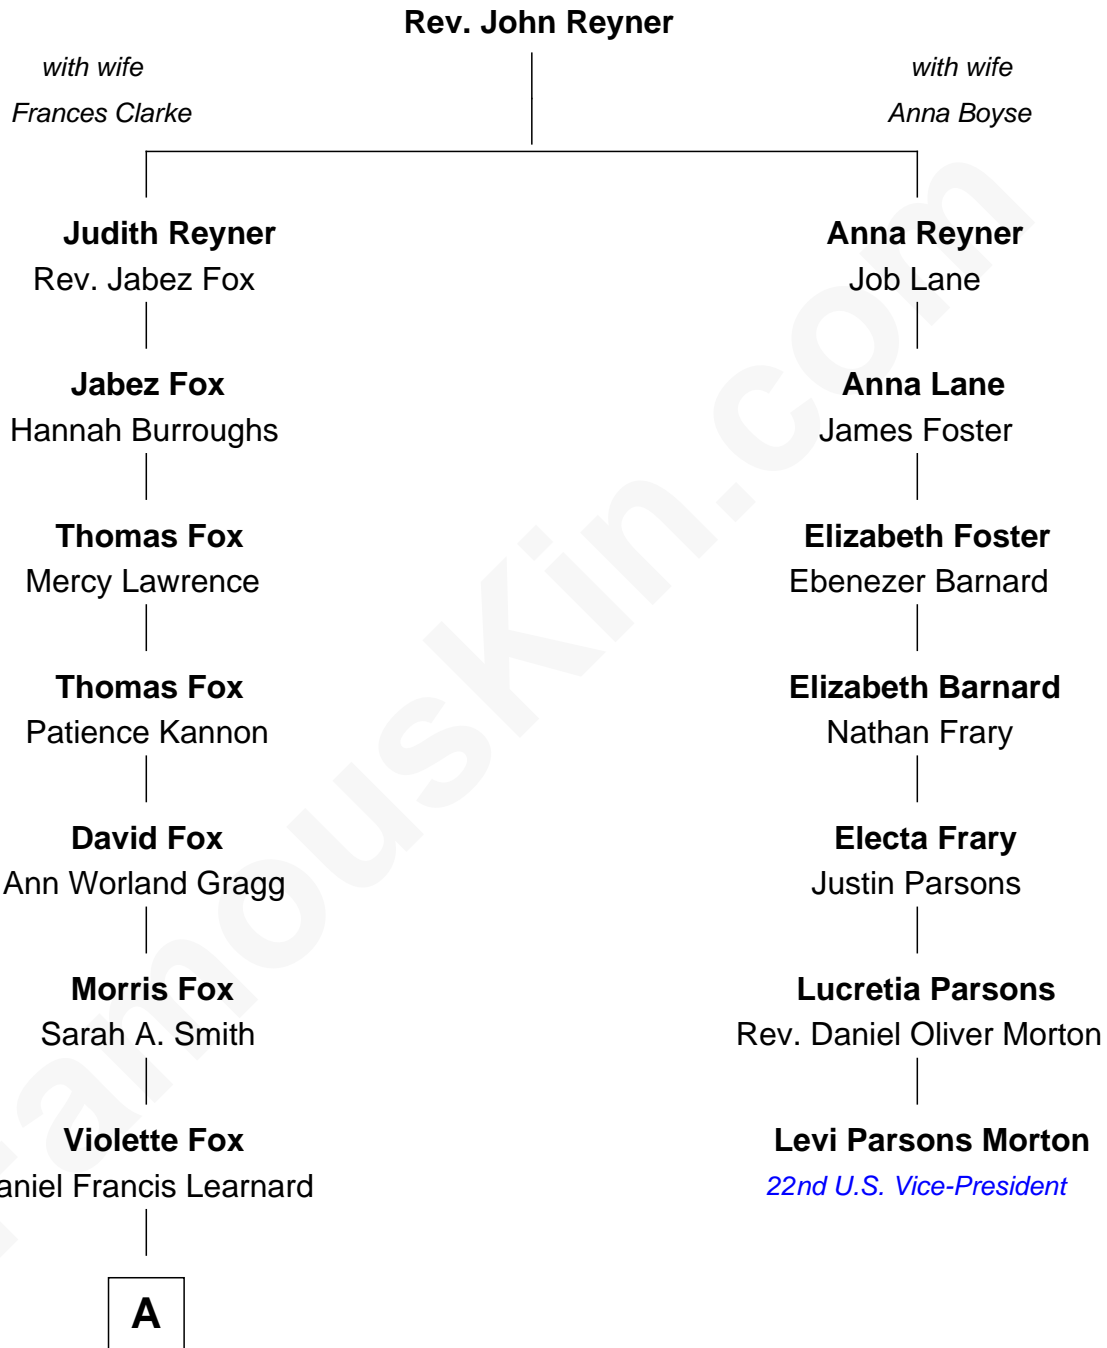 Rev. John Reyner
with wife
Frances Clarke
with wife
Anna Boyse
Judith Reyner
Rev. Jabez Fox
Anna Reyner
Job Lane
Jabez Fox
Hannah Burroughs
Anna Lane
James Foster
Thomas Fox
Mercy Lawrence
Elizabeth Foster
Ebenezer Barnard
Thomas Fox
Patience Kannon
Elizabeth Barnard
Nathan Frary
David Fox
Ann Worland Gragg
Electa Frary
Justin Parsons
Morris Fox
Sarah A. Smith
Lucretia Parsons
Rev. Daniel Oliver Morton
Violette Fox
aniel Francis Learnard
Levi Parsons Morton
22nd U.S. Vice-President
A
FamousKin.com